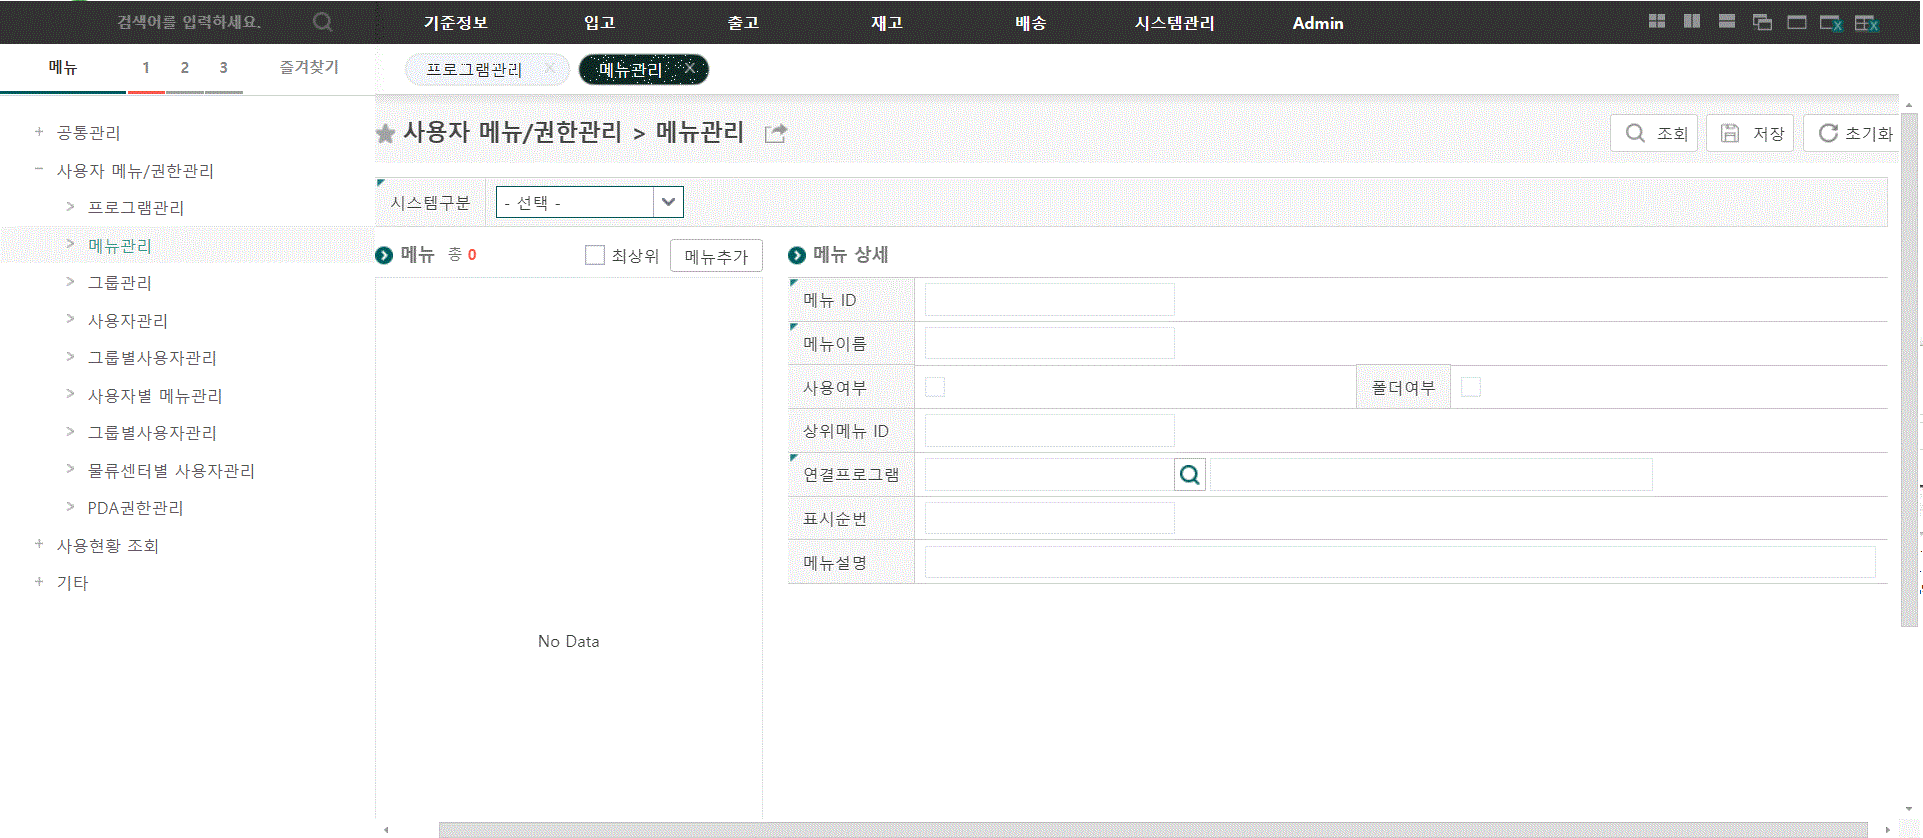 검색어를 입력하세요.
기준정보 입고 출고 재고 배송 시스템관리 Admin
메뉴 1 2 3 즐겨찾기
프로그램관리 X 메뉴관리 X
공통관리
사용자 메뉴/권한관리
프로그램관리
메뉴관리
그룹관리
사용자관리
그룹별사용자관리
사용자별 메뉴관리
그룹별사용자관리
물류센터별 사용자관리
PDA권한관리
사용현황 조회
기타
사용자 메뉴/권한관리 > 메뉴관리
조회 저장 초기화
시스템구분 - 선택 -
메뉴 총 0 최상위 메뉴추가
No Data
메뉴 상세
메뉴 ID
메뉴이름
사용여부 폴더여부
상위메뉴 ID
연결프로그램
표시순번
메뉴설명